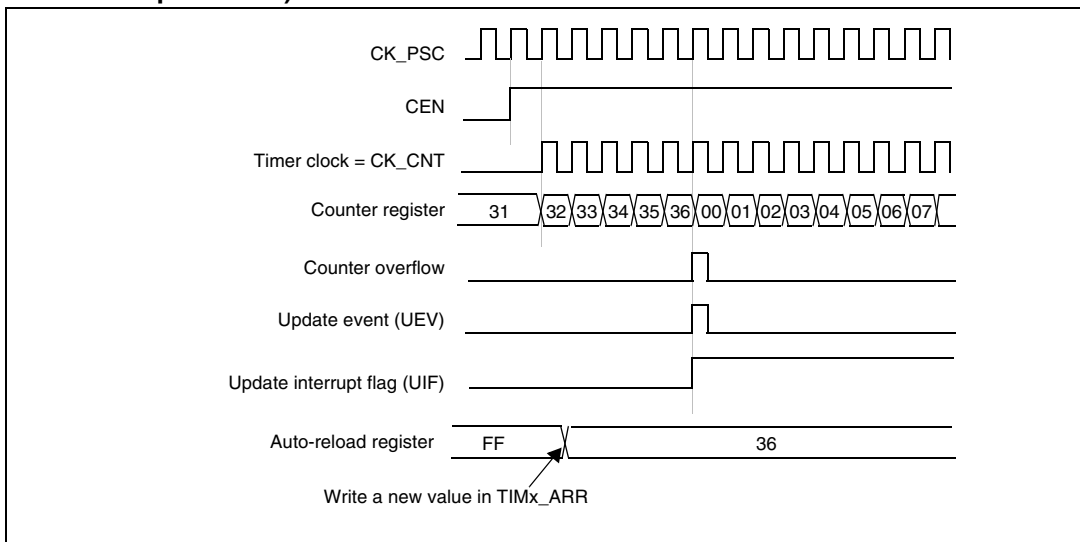 CK_PSC
CEN
Timer clock = CK_CNT
Counter register 31 32 33 34 35 36 00 01 02 03 04 05 06 07
Counter overflow
Update event (UEV)
Update interrupt flag (UIF)
Auto-reload register FF 36
Write a new value in TIMx_ARR